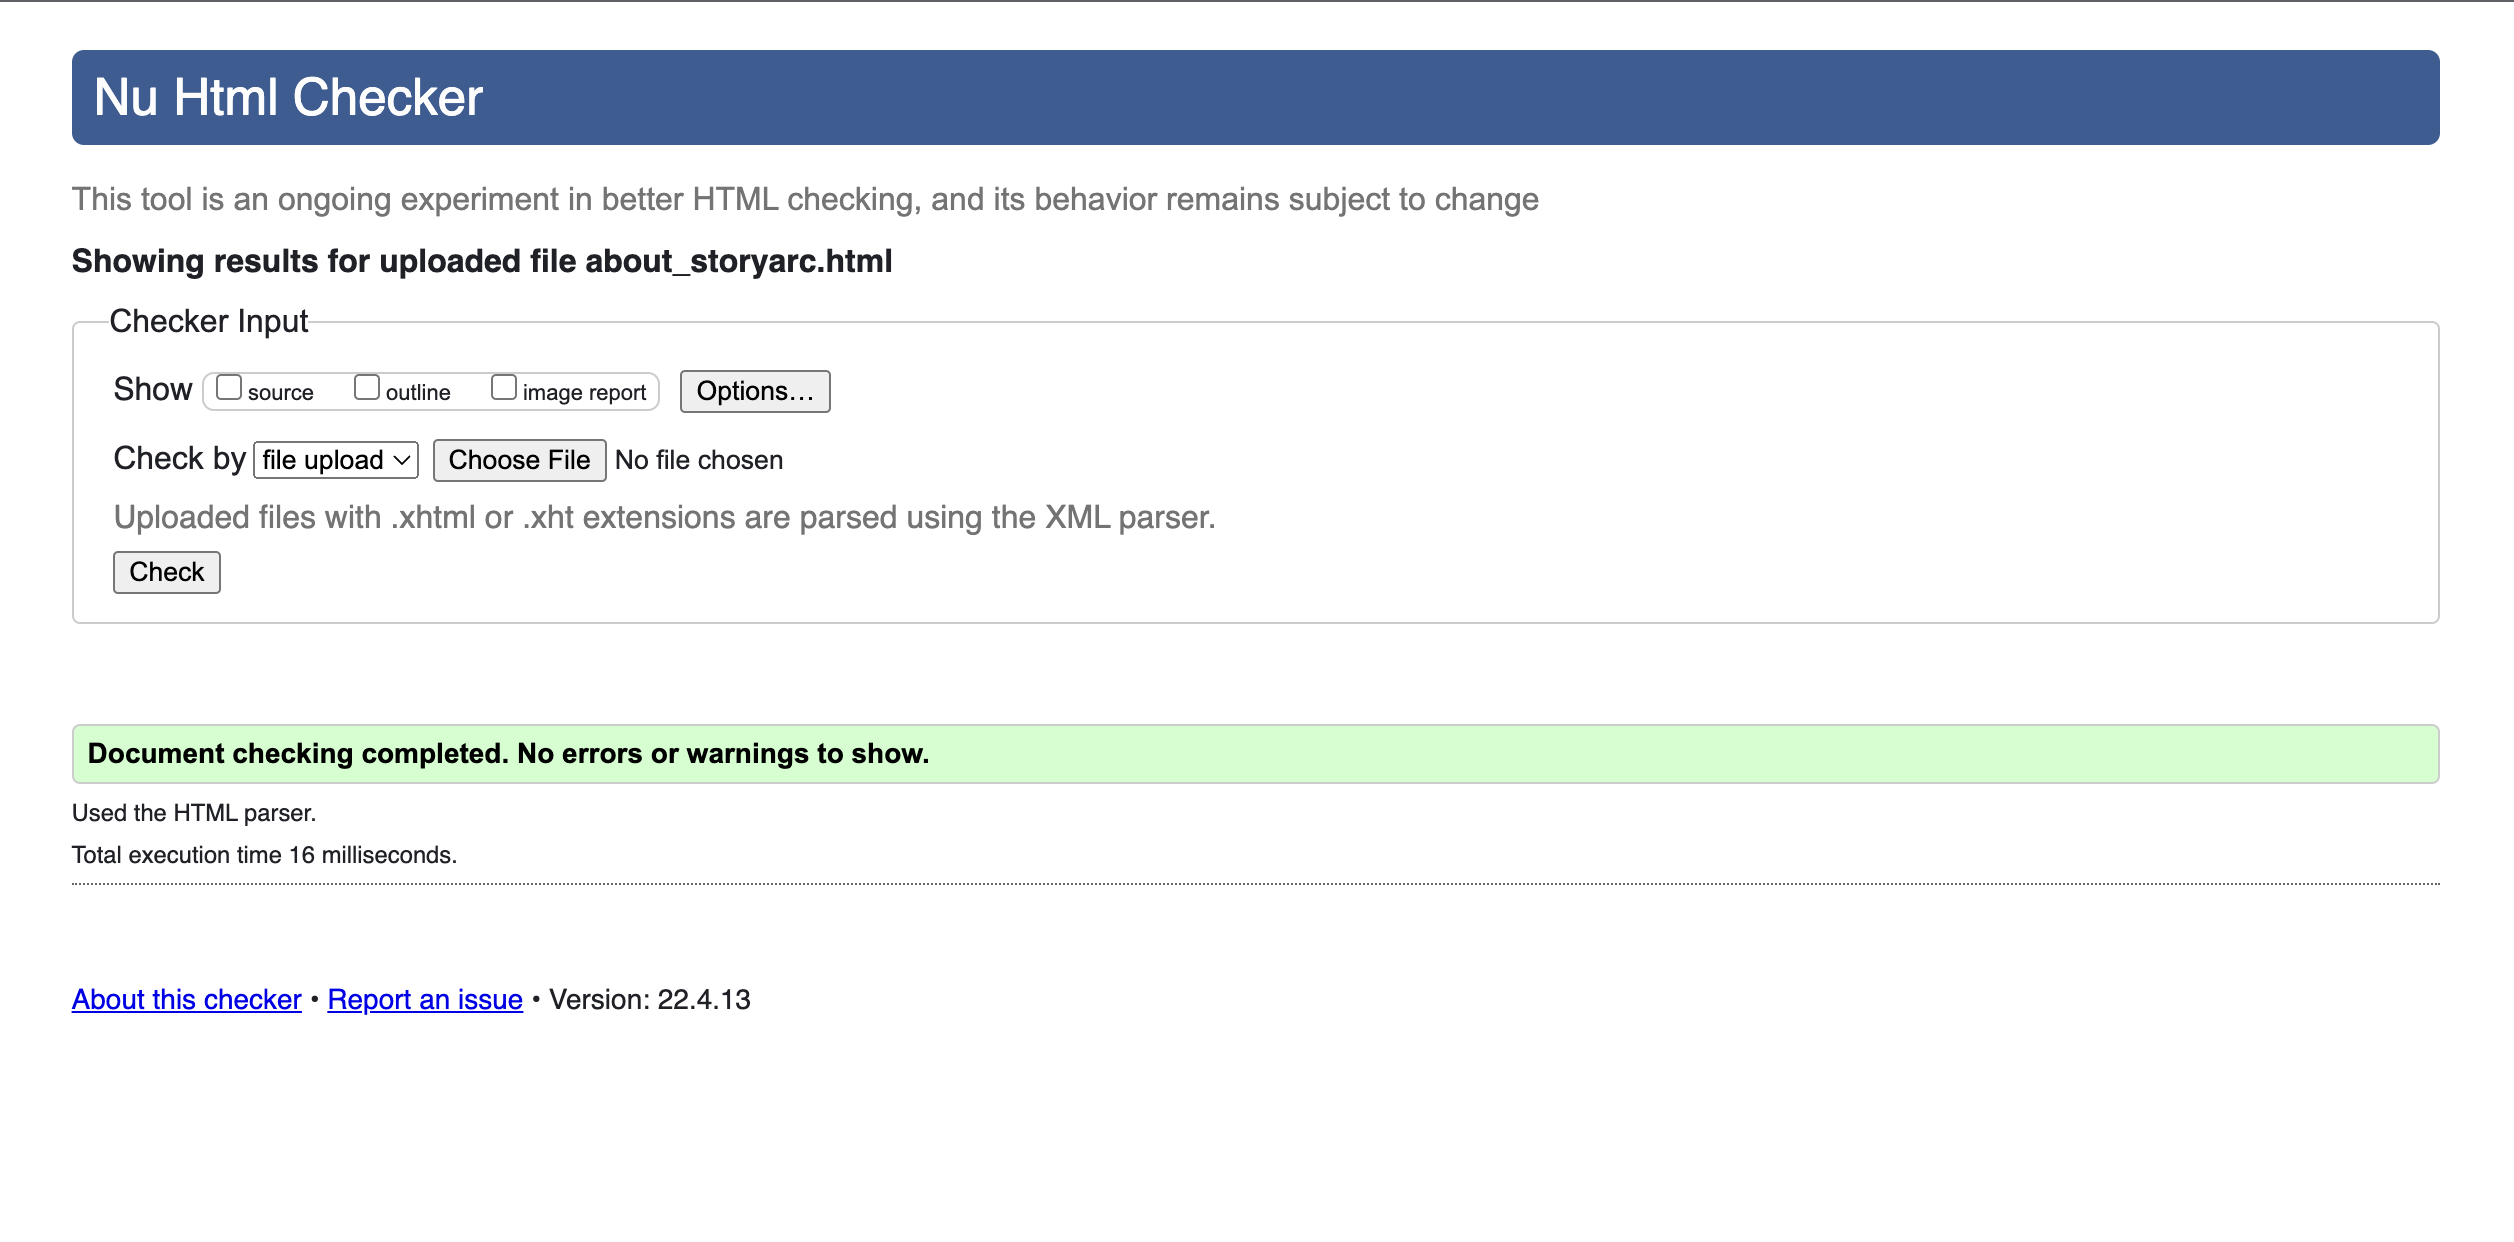 Nu Html Checker
This tool is an ongoing experiment in better HTML checking, and its behavior remains subject to change
Showing results for uploaded file about_storyarc.html
Checker Input
Show source outline image report Options...
Check by file upload Choose File No file chosen
Uploaded files with .xhtml or .xht extensions are parsed using the XML parser.
Check
Document checking completed. No errors or warnings to show.
Used the HTML parser.
Total execution time 16 milliseconds.
About this checker • Report an issue • Version: 22.4.13